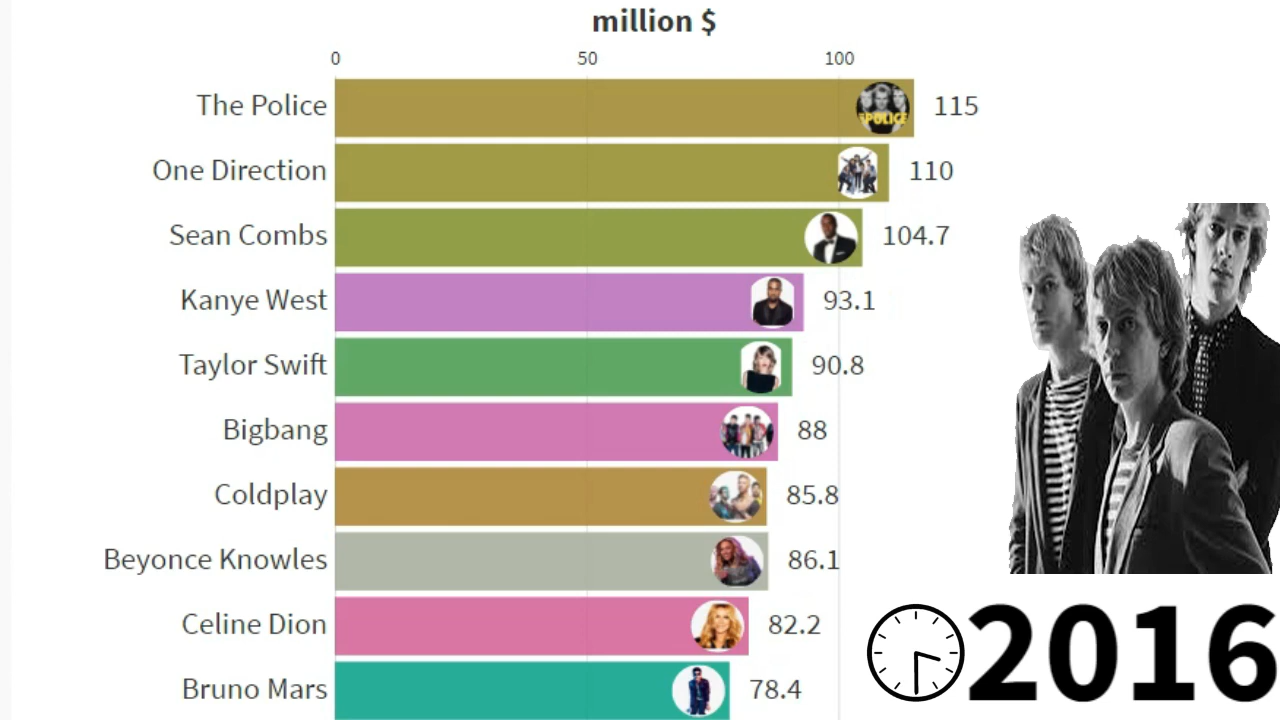 million $
0 50 100
The Police 115
One Direction 110
Sean Combs 104.7
Kanye West 93.1
Taylor Swift 90.8
Bigbang 88
Coldplay 85.8
Beyonce Knowles 86.1
Celine Dion 82.2
Bruno Mars 78.4
POLICE
2016